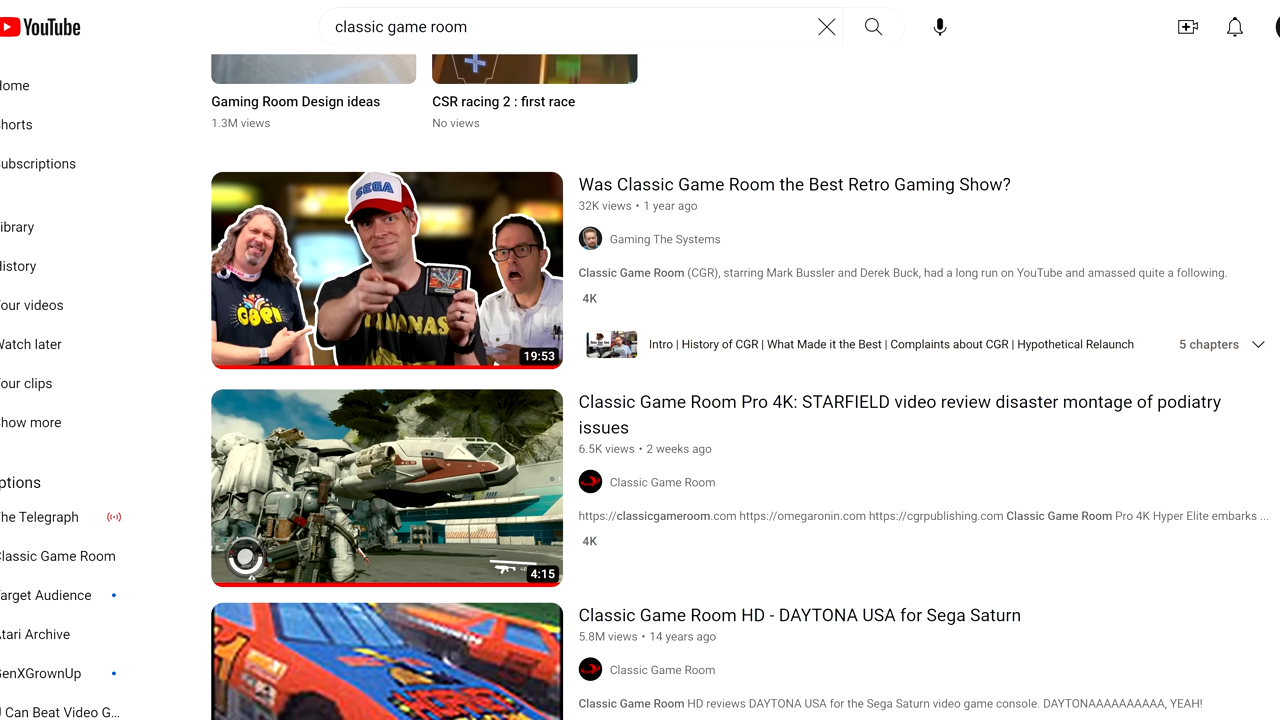 YouTube
classic game room
ome
horts
ubscriptions
ibrary
istory
our videos
atch later
our clips
how more
ptions
he Telegraph
lassic Game Room
arget Audience
tari Archive
enXGrownUp
Can Beat Video G...
Gaming Room Design ideas
1.3M views
CSR racing 2 : first race
No views
SEGA
19:53
Was Classic Game Room the Best Retro Gaming Show?
32K views • 1 year ago
Gaming The Systems
Classic Game Room (CGR), starring Mark Bussler and Derek Buck, had a long run on YouTube and amassed quite a following.
4K
Intro | History of CGR | What Made it the Best | Complaints about CGR | Hypothetical Relaunch
5 chapters
4:15
Classic Game Room Pro 4K: STARFIELD video review disaster montage of podiatry
issues
6.5K views • 2 weeks ago
Classic Game Room
https://classicgameroom.com https://omegaronin.com https://cgrpublishing.com Classic Game Room Pro 4K Hyper Elite embarks ...
4K
Classic Game Room HD - DAYTONA USA for Sega Saturn
5.8M views • 14 years ago
Classic Game Room
Classic Game Room HD reviews DAYTONA USA for the Sega Saturn video game console. DAYTONAAAAAAAAAA, YEAH!